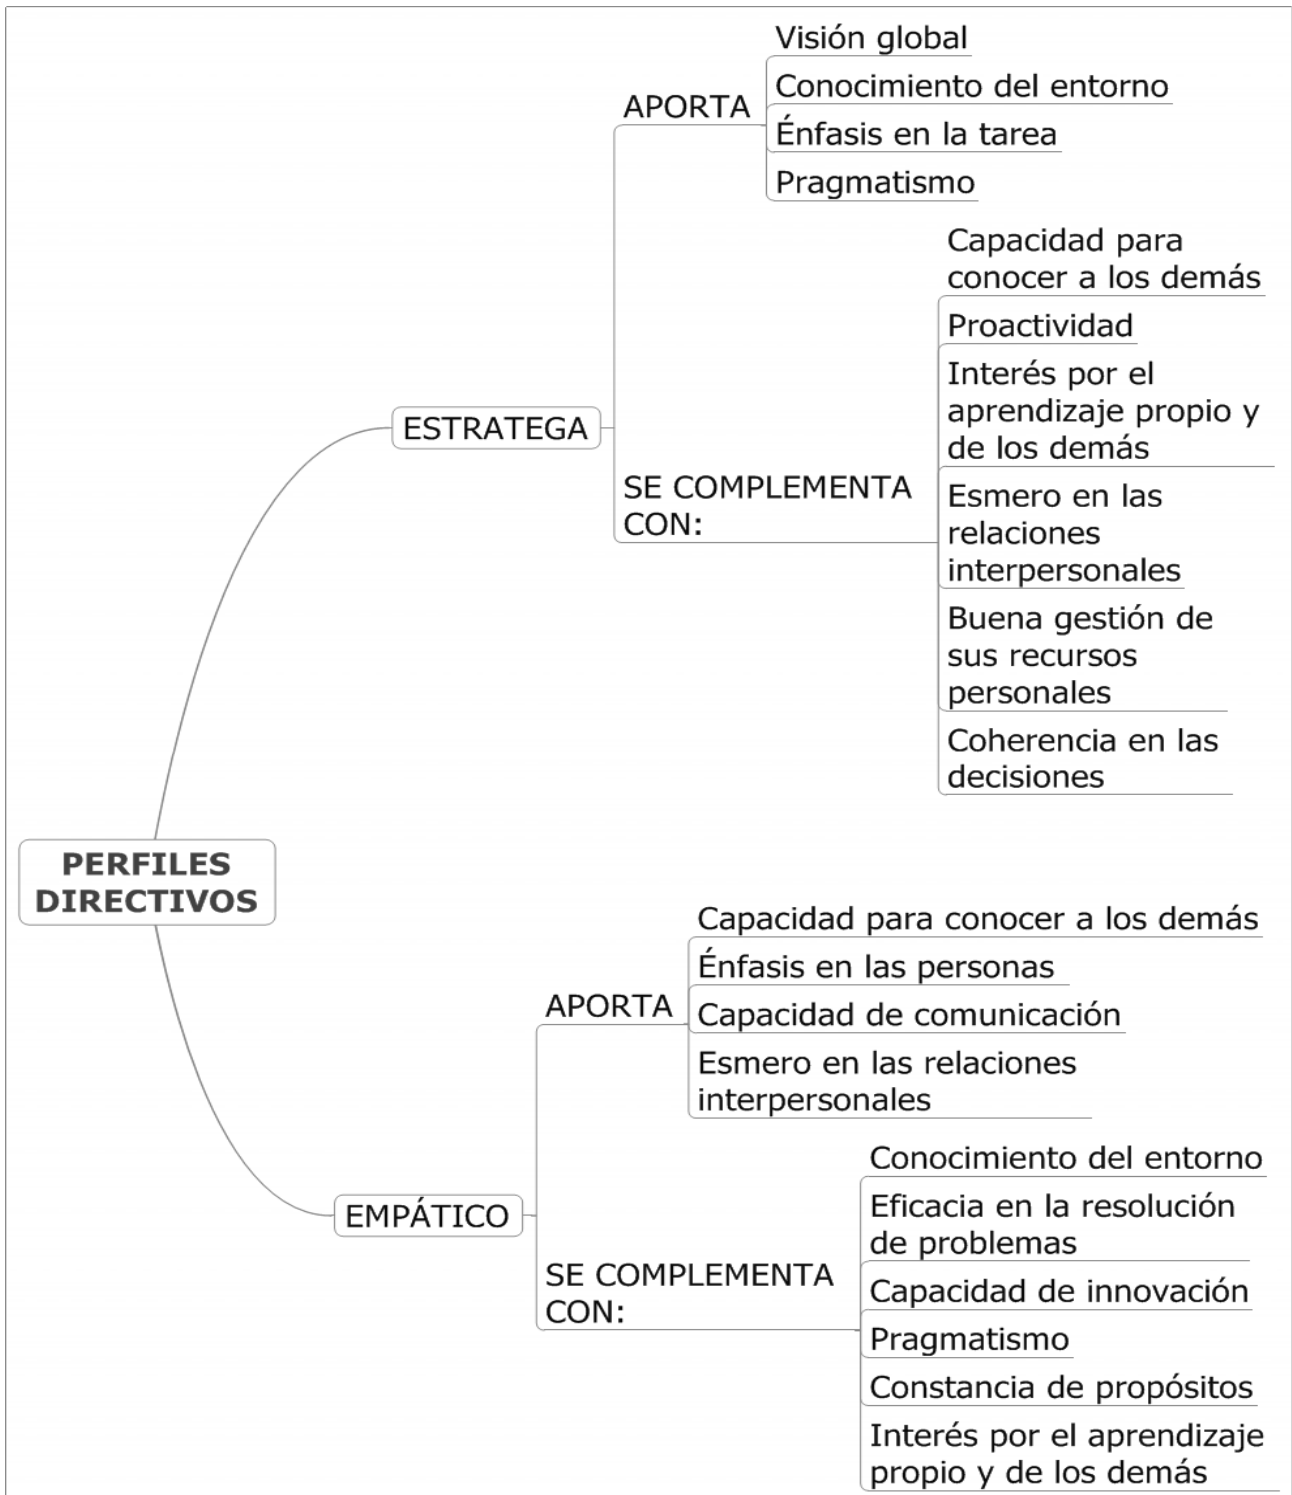 Visión global
Conocimiento del entorno
APORTA
Énfasis en la tarea
Pragmatismo
Capacidad para
conocer a los demás
Proactividad
Interés por el
aprendizaje propio y
de los demás
ESTRATEGA
SE COMPLEMENTA
CON:
Esmero en las
relaciones
interpersonales
Buena gestión de
sus recursos
personales
Coherencia en las
decisiones
PERFILES
DIRECTIVOS
Capacidad para conocer a los demás
Énfasis en las personas
APORTA
Capacidad de comunicación
Esmero en las relaciones
interpersonales
EMPÁTICO
Conocimiento del entorno
Eficacia en la resolución
de problemas
SE COMPLEMENTA
CON:
Capacidad de innovación
Pragmatismo
Constancia de propósitos
Interés por el aprendizaje
propio y de los demás